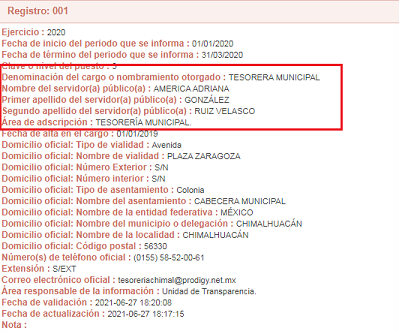 Registro: 001
Ejercicio : 2020
Fecha de inicio del periodo que se informa : 01/01/2020
Fecha de término del periodo que se informa : 31/03/2020
Clave o nivel del puesto : 3
Denominación del cargo o nombramiento otorgado : TESORERA MUNICIPAL
Nombre del servidor(a) público(a) : AMERICA ADRIANA
Primer apellido del servidor(a) público(a) : GONZÁLEZ
Segundo apellido del servidor(a) público(a) : RUIZ VELASCO
Área de adscripción : TESORERÍA MUNICIPAL.
Fecha de alta en el cargo : 01/01/2019
Domicilio oficial: Tipo de vialidad : Avenida
Domicilio oficial: Nombre de vialidad : PLAZA ZARAGOZA
Domicilio oficial: Número Exterior : S/N
Domicilio oficial: Número interior : S/N
Domicilio oficial: Tipo de asentamiento : Colonia
Domicilio oficial: Nombre del asentamiento : CABECERA MUNICIPAL
Domicilio oficial: Nombre de la entidad federativa : MÉXICO
Domicilio oficial: Nombre del municipio o delegación : CHIMALHUACÁN
Domicilio oficial: Nombre de la localidad : CHIMALHUACÁN
Domicilio oficial: Código postal : 56330
Número(s) de teléfono oficial : (0155) 58-52-00-61
Extensión : S/EXT
Correo electrónico oficial : tesoreriachimal@prodigy.net.mx
Área responsable de la información : Unidad de Transparencia.
Fecha de validación : 2021-06-27 18:20:08
Fecha de actualización : 2021-06-27 18:17:15
Nota :